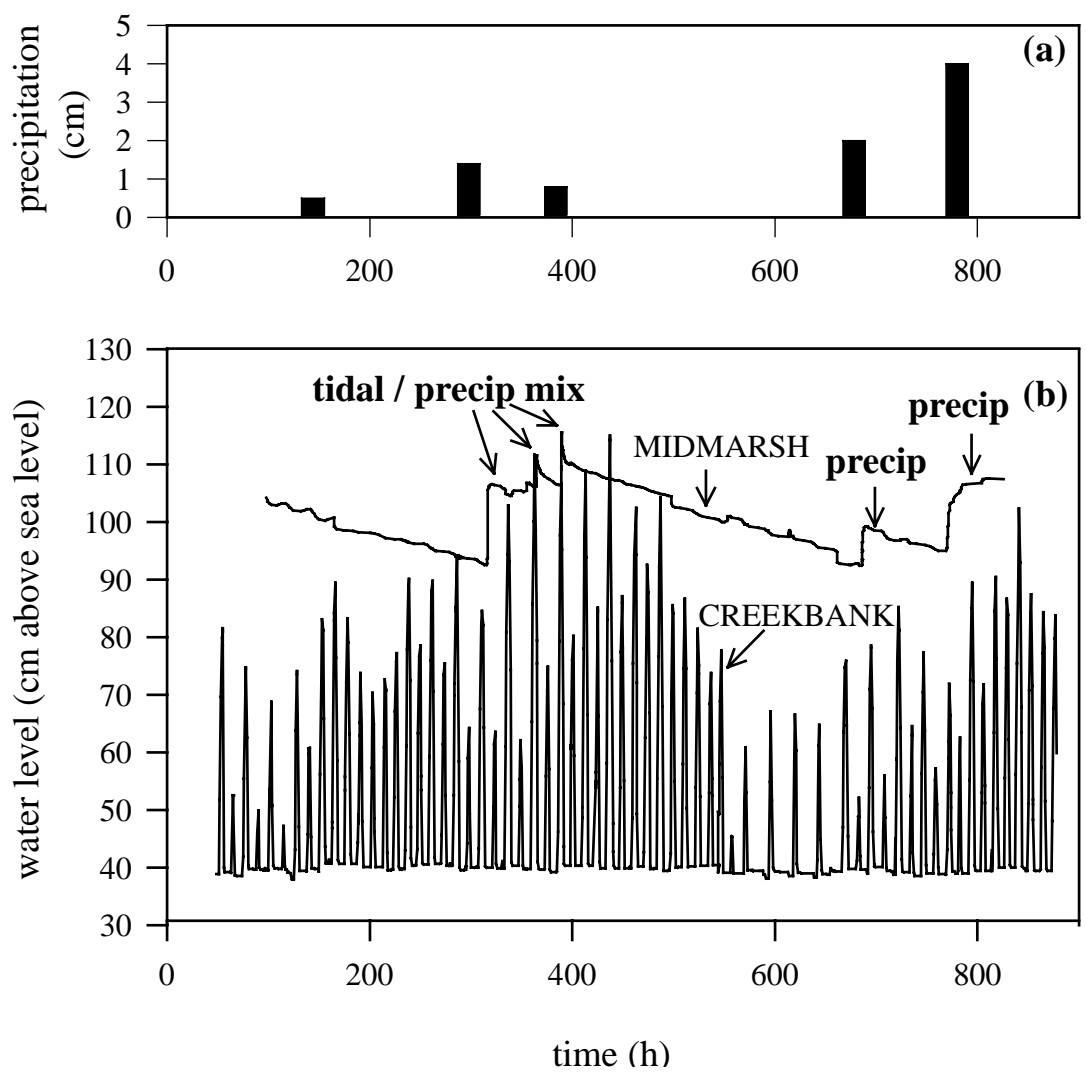 precipitation
(cm)
5
4
3
2
1
0
(a)
0 200 400 600 800
water level (cm above sea level)
130
120
110
100
90
80
70
60
50
40
30
tidal / precip mix
(b)
precip
MIDMARSH
precip
CREEKBANK
0 200 400 600 800
time (h)